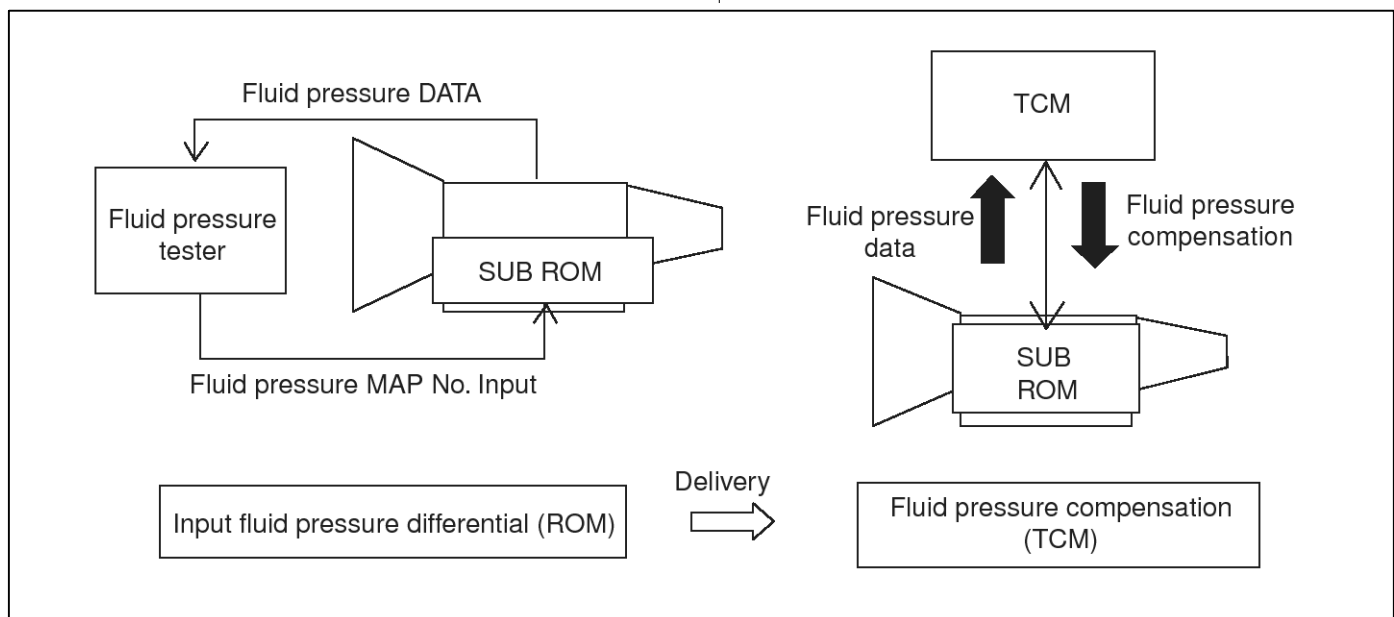 Fluid pressure DATA
Fluid pressure
tester
SUB ROM
Fluid pressure MAP No. Input
TCM
Fluid pressure
data
Fluid pressure
compensation
SUB
ROM
Input fluid pressure differential (ROM)
Delivery
Fluid pressure compensation
(TCM)